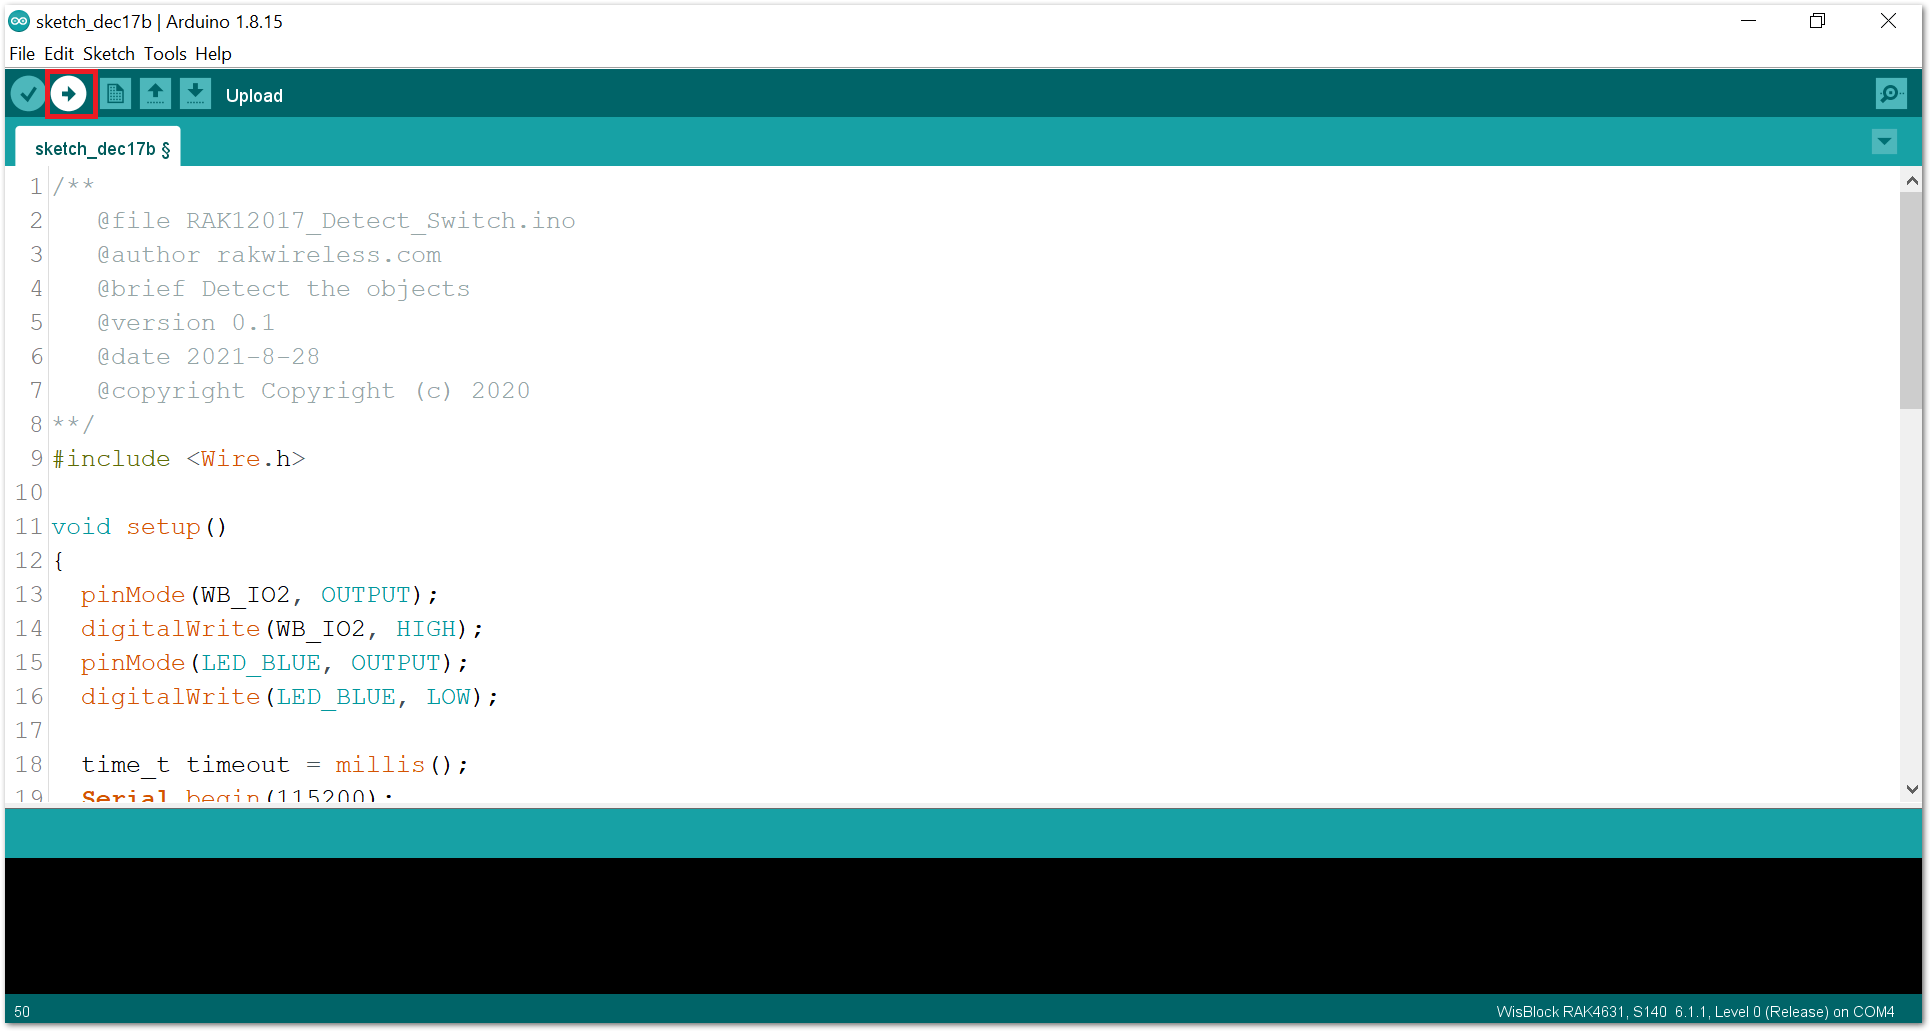 sketch_dec17b | Arduino 1.8.15
File Edit Sketch Tools Help
Upload
sketch_dec17b §
1 /**
2 @file RAK12017_Detect_Switch.ino
3 @author rakwireless.com
4 @brief Detect the objects
5 @version 0.1
6 @date 2021-8-28
7 @copyright Copyright (c) 2020
8 **/
9 #include <Wire.h>
10
11 void setup()
12 {
13 pinMode(WB_IO2, OUTPUT);
14 digitalWrite(WB_IO2, HIGH);
15 pinMode(LED_BLUE, OUTPUT);
16 digitalWrite(LED_BLUE, LOW);
17
18 time_t timeout = millis();
19 Serial.begin(115200);
50
WisBlock RAK4631, S140 6.1.1, Level 0 (Release) on COM4